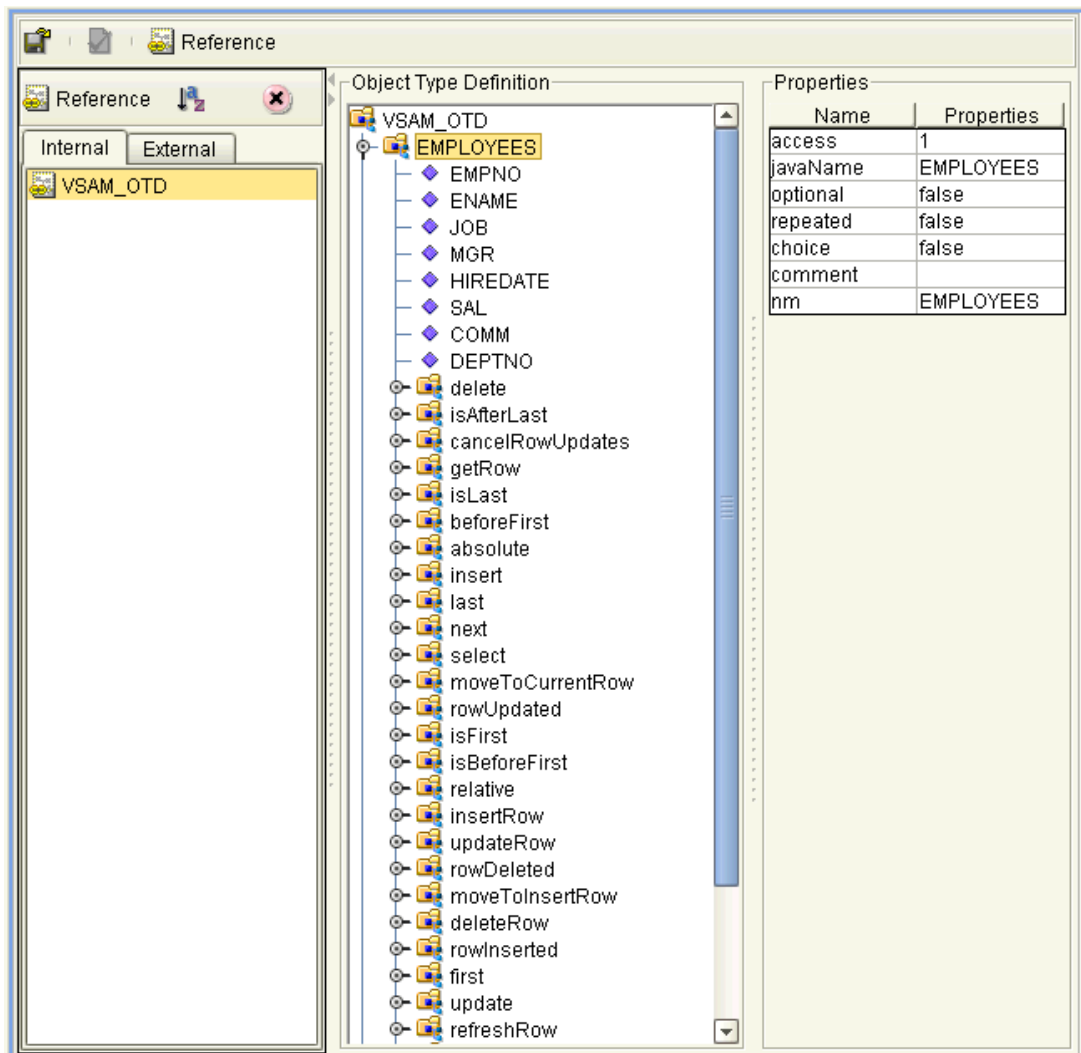 Reference
Reference
Internal External
VSAM_OTD
Object Type Definition
VSAM_OTD
EMPLOYEES
EMPNO
ENAME
JOB
MGR
HIREDATE
SAL
COMM
DEPTNO
delete
isAfterLast
cancelRowUpdates
getRow
isLast
beforeFirst
absolute
insert
last
next
select
moveToCurrentRow
rowUpdated
isFirst
isBeforeFirst
relative
insertRow
updateRow
rowDeleted
moveToInsertRow
deleteRow
rowInserted
first
update
refreshRow
Properties
Name Properties
access 1
javaName EMPLOYEES
optional false
repeated false
choice false
comment
nm EMPLOYEES